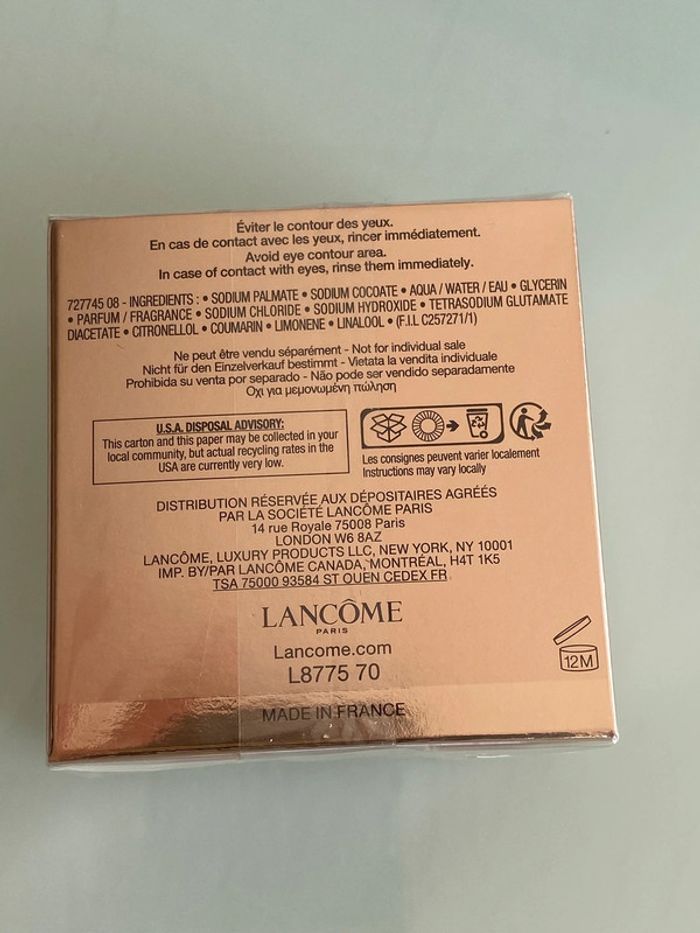 Éviter le contour des yeux.
En cas de contact avec les yeux, rincer immédiatement.
Avoid eye contour area.
In case of contact with eyes, rinse them immediately.
727745 08 - INGREDIENTS : • SODIUM PALMATE • SODIUM COCOATE • AQUA / WATER / EAU • GLYCERIN
• PARFUM / FRAGRANCE • SODIUM CHLORIDE • SODIUM HYDROXIDE • TETRASODIUM GLUTAMATE
DIACETATE • CITRONELLOL • COUMARIN • LIMONENE • LINALOOL • (F.I.L C257271/1)
Ne peut être vendu séparément - Not for individual sale
Nicht für den Einzelverkauf bestimmt - Vietata la vendita individuale
Prohibida su venta por separado - Não pode ser vendido separadamente
Οχι για μεμονωμένη πώληση
U.S.A. DISPOSAL ADVISORY:
This carton and this paper may be collected in your
local community, but actual recycling rates in the
USA are currently very low.
Les consignes peuvent varier localement
Instructions may vary locally
DISTRIBUTION RÉSERVÉE AUX DÉPOSITAIRES AGRÉÉS
PAR LA SOCIÉTÉ LANCÔME PARIS
14 rue Royale 75008 Paris
LONDON W6 8AZ
LANCÔME, LUXURY PRODUCTS LLC, NEW YORK, NY 10001
IMP. BY/PAR LANCÔME CANADA, MONTRÉAL, H4T 1K5
TSA 75000 93584 ST OUEN CEDEX FR
LANCÔME
PARIS
Lancome.com
L8775 70
12M
MADE IN FRANCE